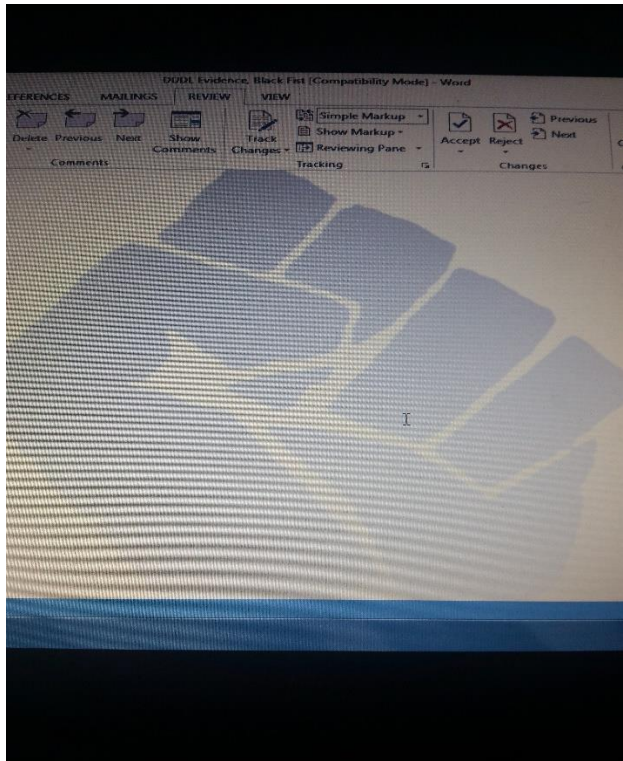 DUDL Evidence, Black Fist [Compatibility Mode] - Word
EFERENCES MAILINGS REVIEW VIEW
Delete Previous Next Show Comments Track Changes Simple Markup Show Markup Reviewing Pane Accept Reject Previous Next
Comments Tracking Changes